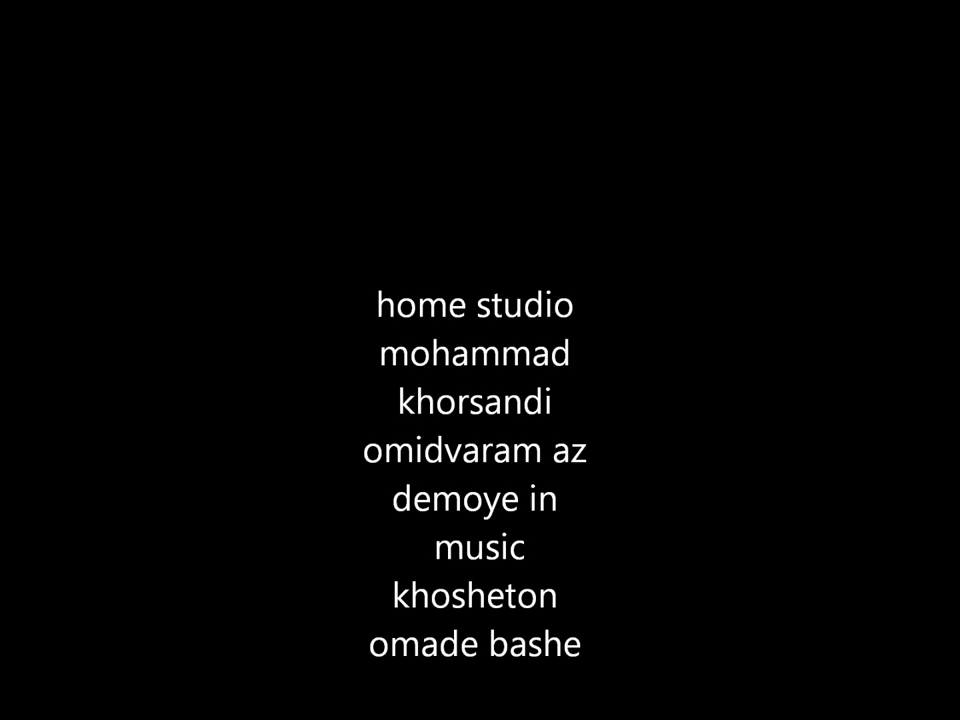 home studio
mohammad
khorsandi
omidvaram az
demoye in
music
khosheton
omade bashe